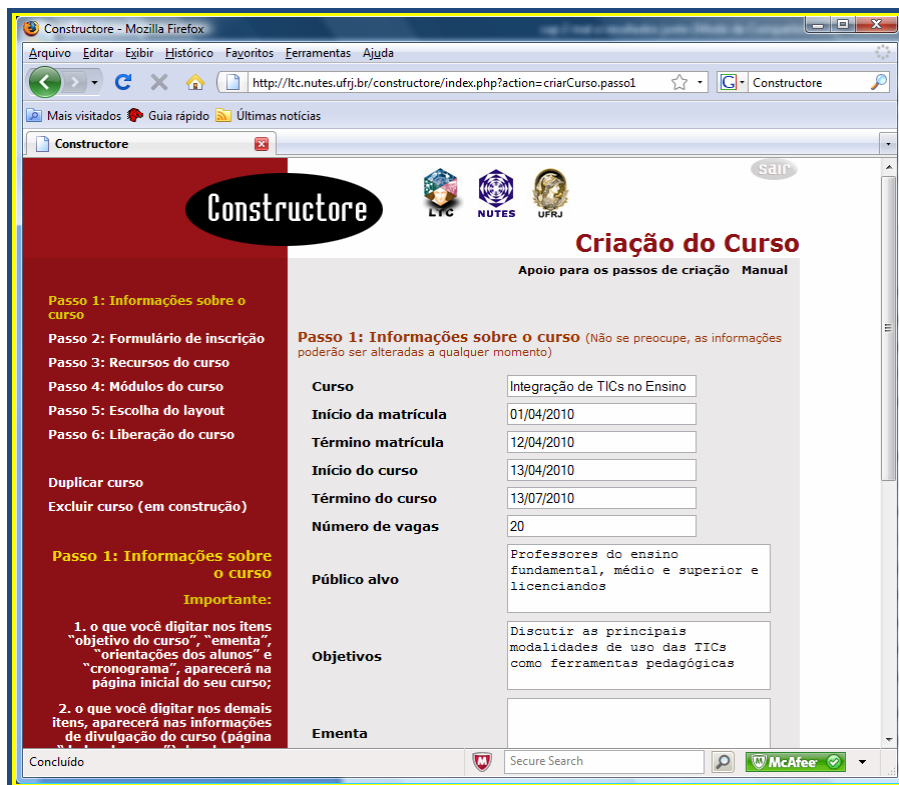 Constructore - Mozilla Firefox
Arquivo Editar Exibir Histórico Favoritos Ferramentas Ajuda
http://ltc.nutes.ufrj.br/constructore/index.php?action=criarCurso.passo1
Constructore
Mais visitados Guia rápido Últimas notícias
Constructore
sair
Constructore
LTC NUTES UFRJ
Criação do Curso
Apoio para os passos de criação Manual
Passo 1: Informações sobre o
curso
Passo 2: Formulário de inscrição
Passo 3: Recursos do curso
Passo 4: Módulos do curso
Passo 5: Escolha do layout
Passo 6: Liberação do curso
Duplicar curso
Excluir curso (em construção)
Passo 1: Informações sobre
o curso
Importante:
1. o que você digitar nos itens
"objetivo do curso", "ementa",
"orientações dos alunos" e
"cronograma", aparecerá na
página inicial do seu curso;
2. o que você digitar nos demais
itens, aparecerá nas informações
de divulgação do curso (página
Passo 1: Informações sobre o curso (Não se preocupe, as informações
poderão ser alteradas a qualquer momento)
Curso Integração de TICs no Ensino
Início da matrícula 01/04/2010
Término matrícula 12/04/2010
Início do curso 13/04/2010
Término do curso 13/07/2010
Número de vagas 20
Público alvo
Professores do ensino
fundamental, médio e superior e
licenciandos
Objetivos
Discutir as principais
modalidades de uso das TICs
como ferramentas pedagógicas
Ementa
Concluído
Secure Search
McAfee